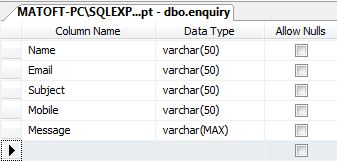 MATOFT-PC\SQLEXP...pt - dbo.enquiry
Column Name Data Type Allow Nulls
Name varchar(50)
Email varchar(50)
Subject varchar(50)
Mobile varchar(50)
Message varchar(MAX)